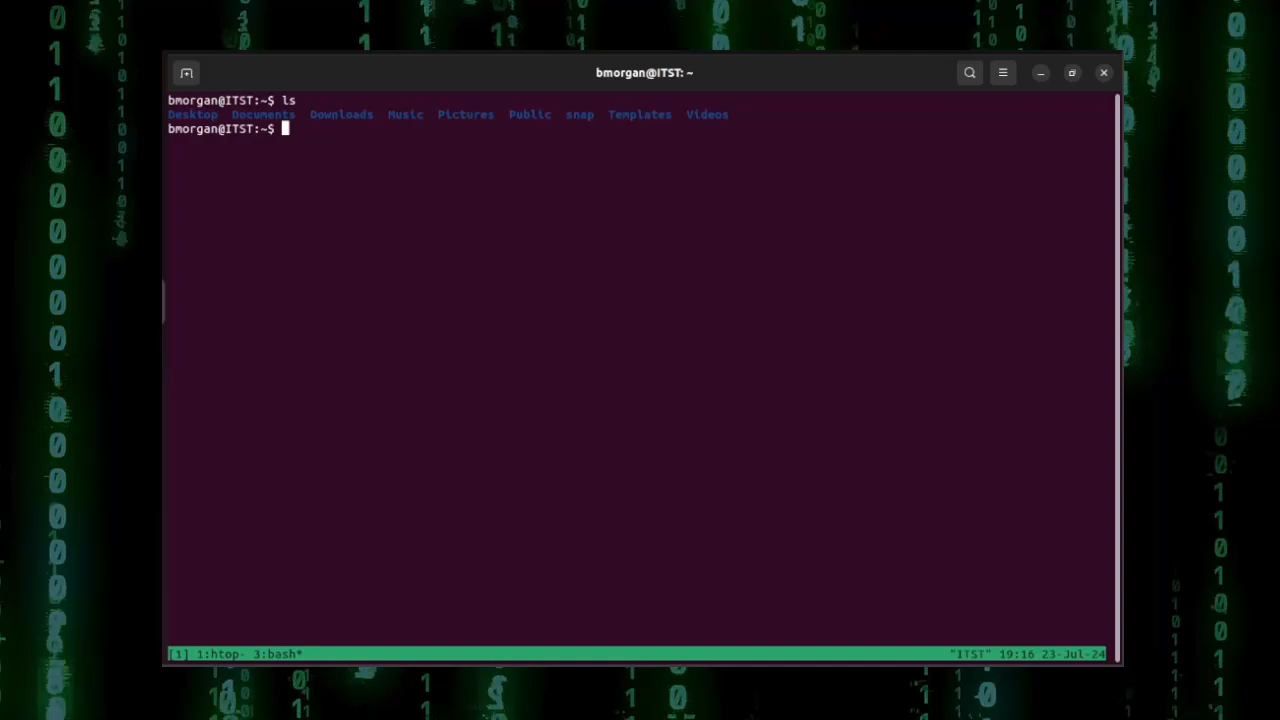 bmorgan@ITST: ~
bmorgan@ITST:~$ ls
Desktop Documents Downloads Music Pictures Public snap Templates Videos
bmorgan@ITST:~$
[1] 1:htop- 3:bash* "ITST" 19:16 23-Jul-24